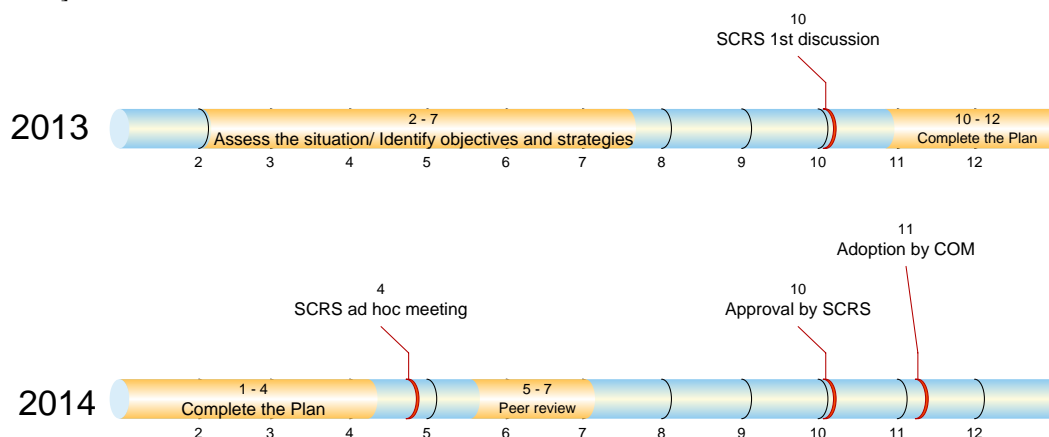 10
SCRS 1st discussion
2013
2 - 7
Assess the situation/ Identify objectives and strategies
10 - 12
Complete the Plan
2 3 4 5 6 7 8 9 10 11 12
11
Adoption by COM
4
SCRS ad hoc meeting
10
Approval by SCRS
2014
1 - 4
Complete the Plan
5 - 7
Peer review
2 3 4 5 6 7 8 9 10 11 12